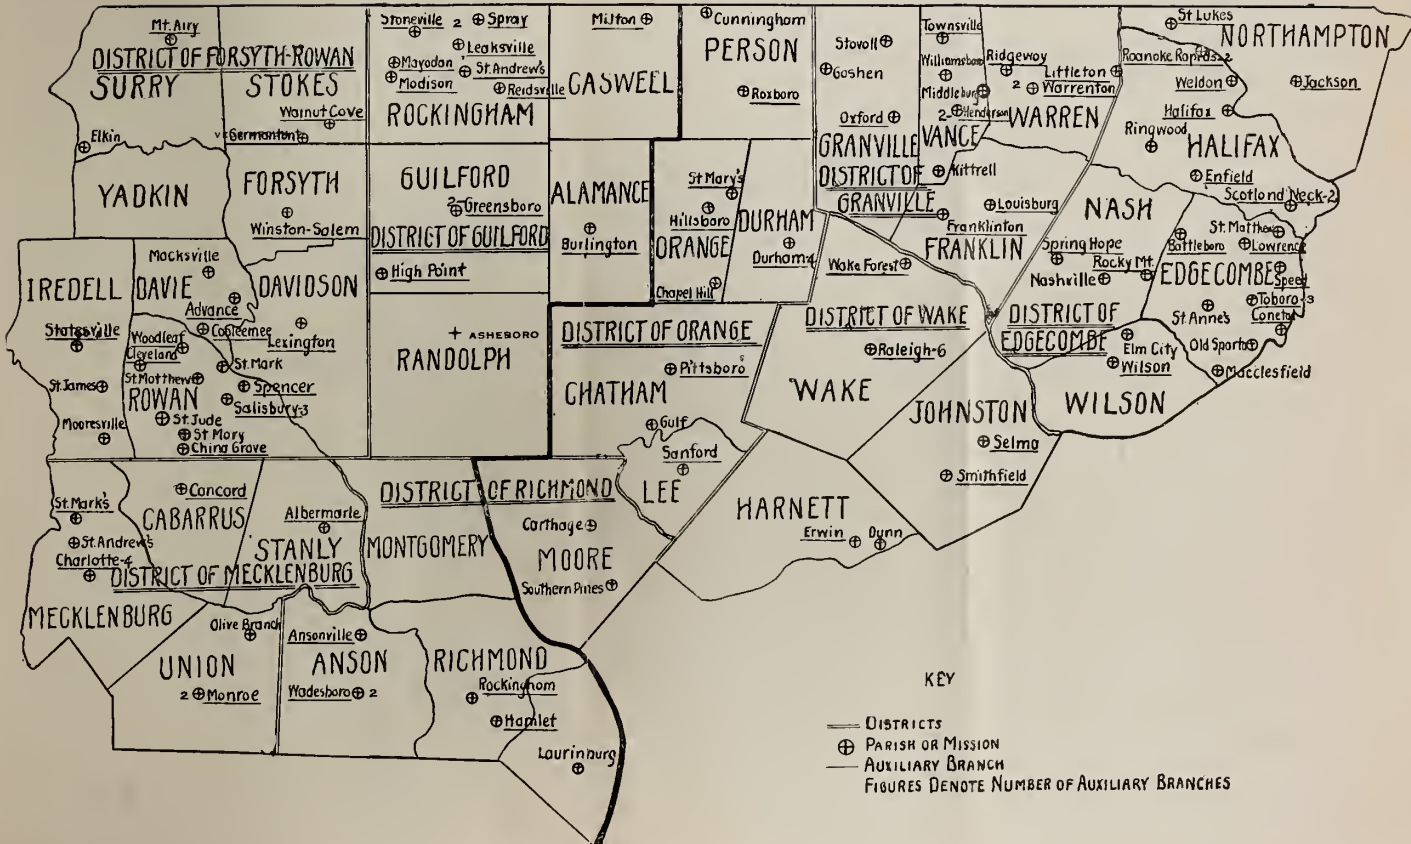 Mt. Airy
DISTRICT OF FORSYTH-ROWAN
SURRY
STOKES
Walnut Cove
Germanton
Elkin
YADKIN
FORSYTH
Winston-Salem
Stoneville
2 Spray
Leaksville
Mayodan
St. Andrew's
Madison
Reidsville
ROCKINGHAM
GUILFORD
2 Greensboro
DISTRICT OF GUILFORD
High Point
Milton
CASWELL
ALAMANCE
Burlington
Cunningham
PERSON
Roxboro
St Mary's
Hillsboro
ORANGE
Chapel Hill
DURHAM
Durham-4
Stovall
Goshen
Oxford
GRANVILLE
DISTRICT OF
GRANVILLE
Townsville
Williamsboro
Middleburg
2 Henderson
VANCE
Kittrell
Ridgeway
Littleton
2 Warrenton
WARREN
Louisburg
Franklinton
FRANKLIN
St Lukes
NORTHAMPTON
Roanoke Rapids-2
Weldon
Jackson
Halifax
Ringwood
HALIFAX
Enfield
Scotland Neck-2
NASH
Spring Hope
Rocky Mt.
Nashville
Battleboro
St. Matthew
Lawrence
EDGECOMBE
Speed
Tarboro-3
Conetoe
St. Anne's
Old Sparta
Macclesfield
DISTRICT OF
EDGECOMBE
Elm City
Wilson
WILSON
Wake Forest
DISTRICT OF WAKE
Raleigh-6
WAKE
JOHNSTON
Selma
Smithfield
IREDELL
Statesville
St. James
Mooresville
Mocksville
DAVIE
Advance
Cooleemee
DAVIDSON
Lexington
Woodleaf
Cleveland
St. Mark
St. Matthew
Spencer
ROWAN
Salisbury-3
St. Jude
St Mary
China Grove
ASHEBORO
RANDOLPH
DISTRICT OF ORANGE
Pittsboro
CHATHAM
Gulf
Sanford
LEE
HARNETT
Erwin
Dunn
St. Mark's
St. Andrew's
Charlotte-4
MECKLENBURG
Concord
CABARRUS
Albermarle
STANLY
DISTRICT OF MECKLENBURG
DISTRICT OF RICHMOND
MONTGOMERY
Carthage
MOORE
Southern Pines
Olive Branch
UNION
2 Monroe
Ansonville
ANSON
Wadesboro 2
RICHMOND
Rockingham
Hamlet
Laurinburg
KEY
DISTRICTS
PARISH OR MISSION
AUXILIARY BRANCH
FIGURES DENOTE NUMBER OF AUXILIARY BRANCHES